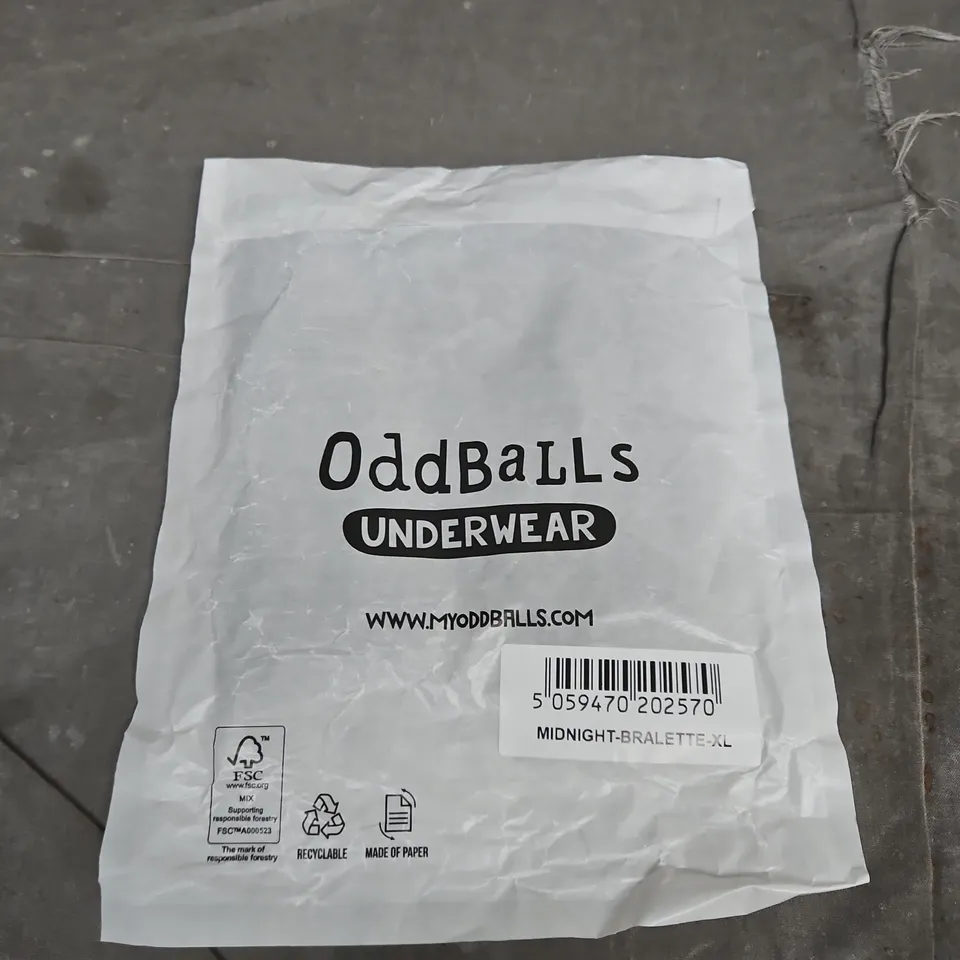 OddBaLLs
UNDERWEAR
WWW.MYODDBALLS.COM
5 059470 202570
MIDNIGHT-BRALETTE-XL
FSC™
www.fsc.org
MIX
Supporting
responsible forestry
FSC™A000523
The mark of
responsible forestry
RECYCLABLE
MADE OF PAPER